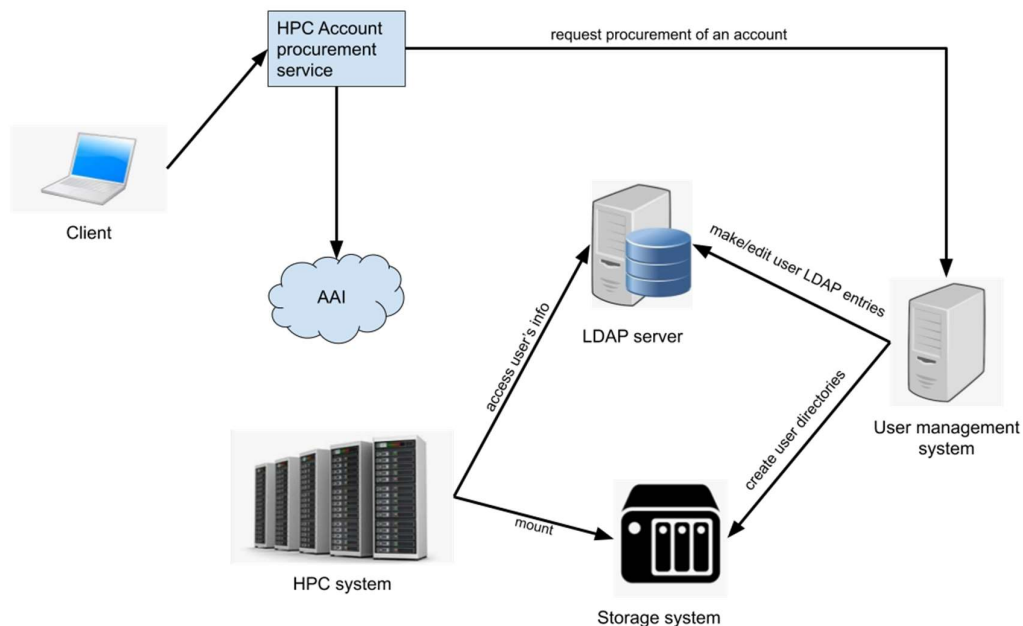 HPC Account
procurement
service
request procurement of an account
Client
AAI
make/edit user LDAP entries
LDAP server
access user's info
create user directories
User management
system
mount
HPC system
Storage system